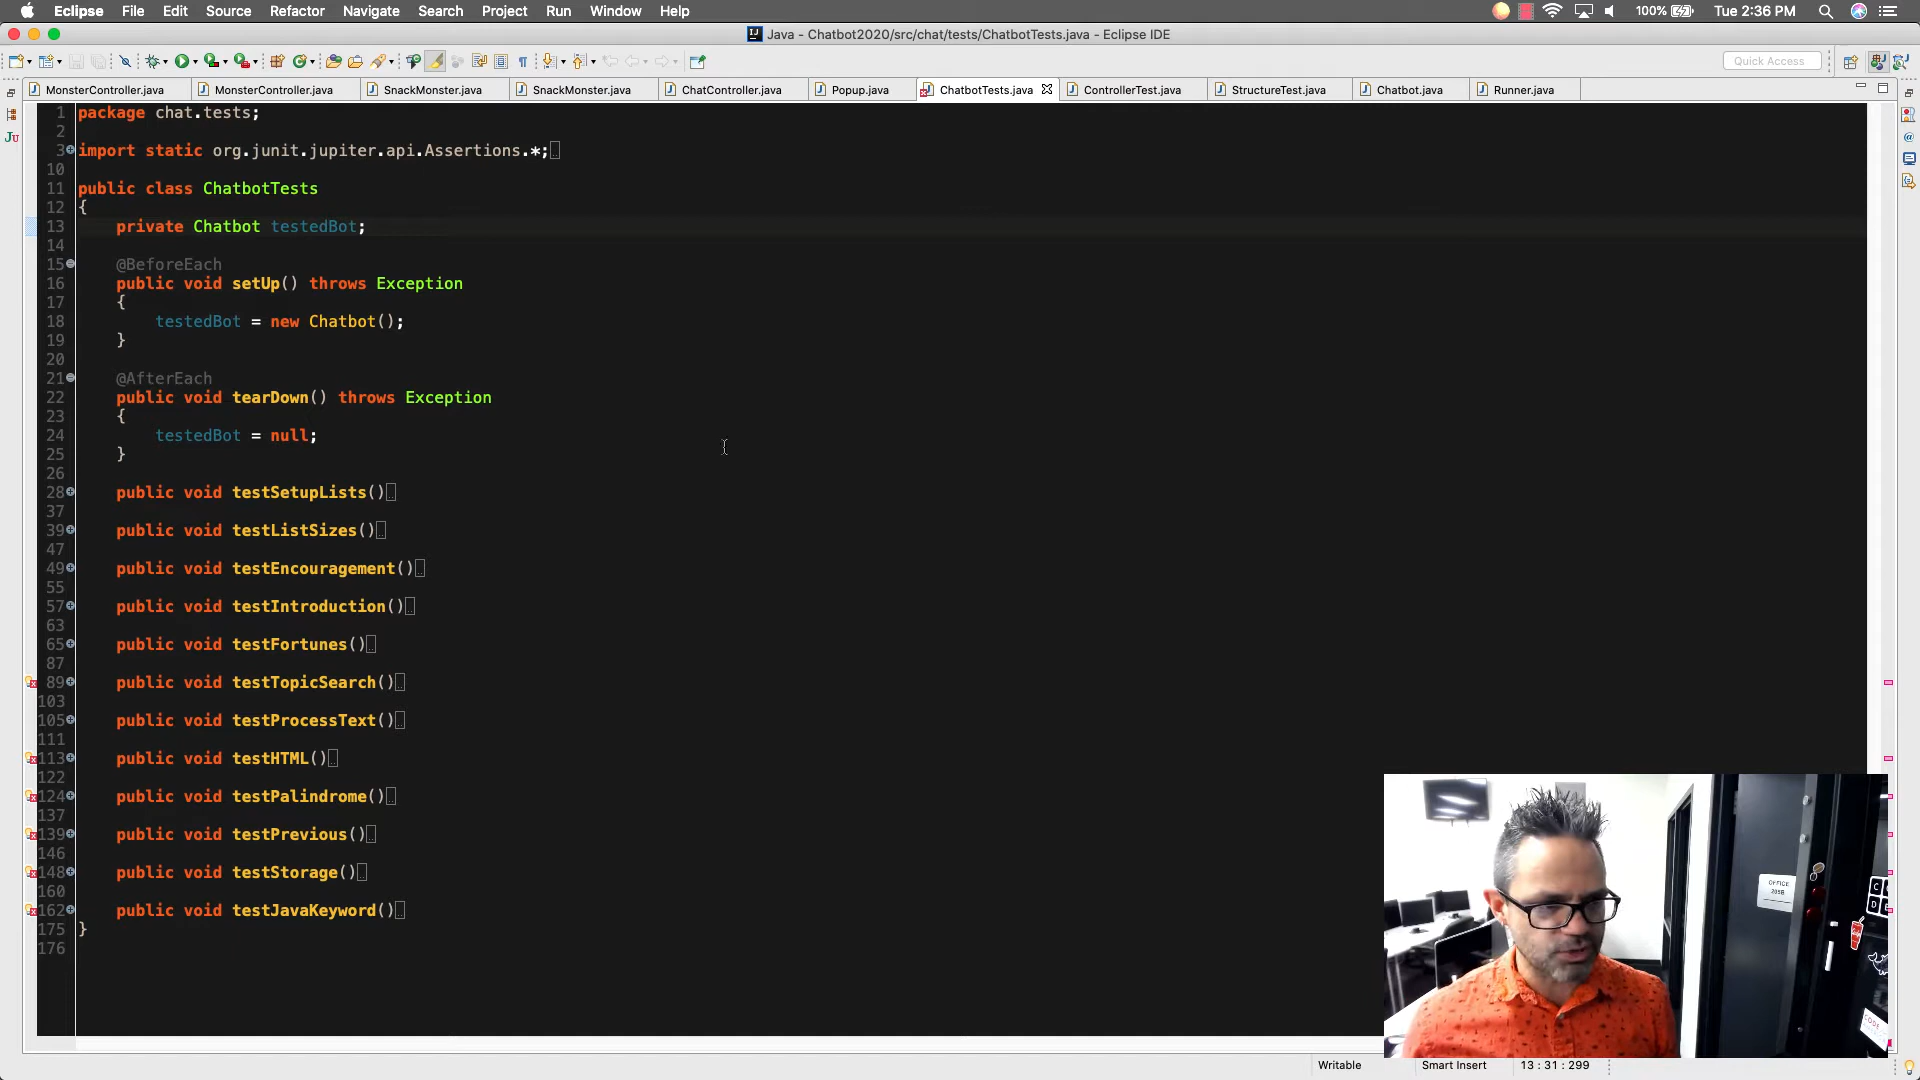 Eclipse File Edit Source Refactor Navigate Search Project Run Window Help 100% Tue 2:36 PM
Java - Chatbot2020/src/chat/tests/ChatbotTests.java - Eclipse IDE
Quick Access
MonsterController.java MonsterController.java SnackMonster.java SnackMonster.java ChatController.java Popup.java ChatbotTests.java ControllerTest.java StructureTest.java Chatbot.java Runner.java
1 package chat.tests;
2
3 import static org.junit.jupiter.api.Assertions.*;
10
11 public class ChatbotTests
12 {
13 private Chatbot testedBot;
14
15 @BeforeEach
16 public void setUp() throws Exception
17 {
18 testedBot = new Chatbot();
19 }
20
21 @AfterEach
22 public void tearDown() throws Exception
23 {
24 testedBot = null;
25 }
26
28 public void testSetupLists()
37
39 public void testListSizes()
47
49 public void testEncouragement()
55
57 public void testIntroduction()
63
65 public void testFortunes()
87
89 public void testTopicSearch()
103
105 public void testProcessText()
111
113 public void testHTML()
122
124 public void testPalindrome()
137
139 public void testPrevious()
146
148 public void testStorage()
160
162 public void testJavaKeyword()
175 }
176
OFFICE
205B
CODE
Writable Smart Insert 13 : 31 : 299